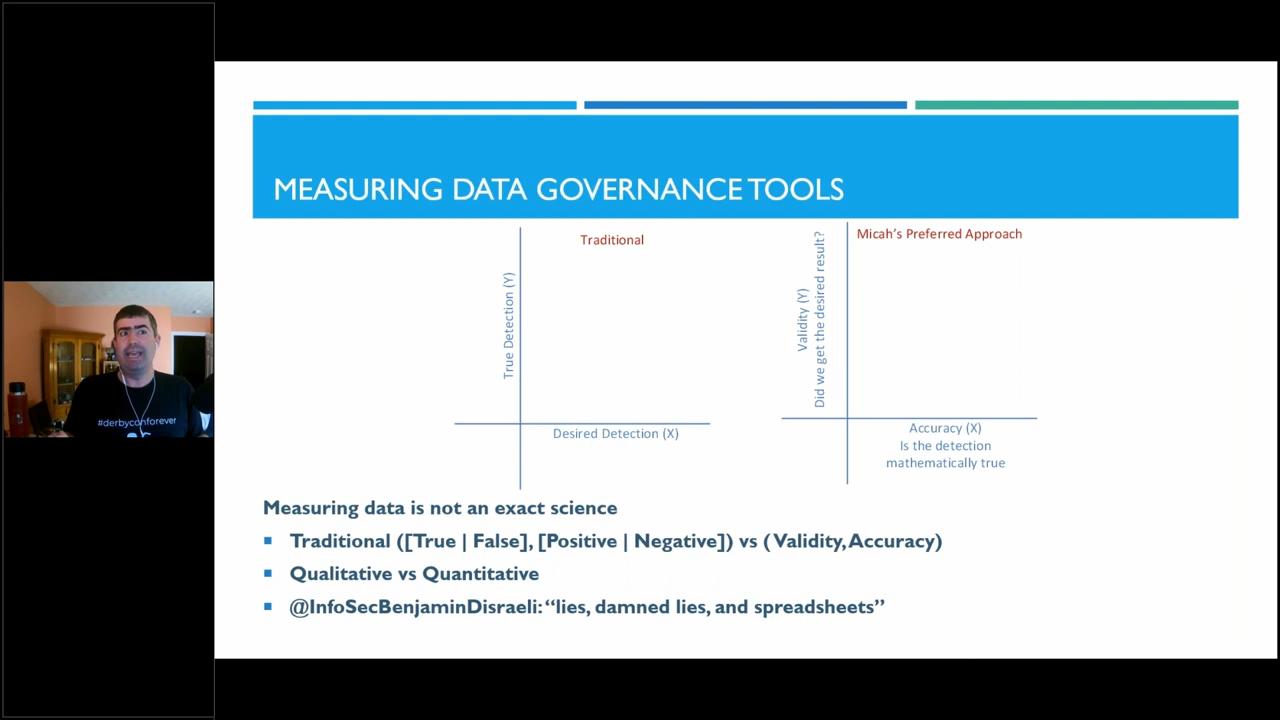 MEASURING DATA GOVERNANCE TOOLS
Traditional
True Detection (Y)
Desired Detection (X)
Micah's Preferred Approach
Validity (Y)
Did we get the desired result?
Accuracy (X)
Is the detection
mathematically true
Measuring data is not an exact science
Traditional ([True | False], [Positive | Negative]) vs (Validity, Accuracy)
Qualitative vs Quantitative
@InfoSecBenjaminDisraeli: “lies, damned lies, and spreadsheets”
#derbyconforever